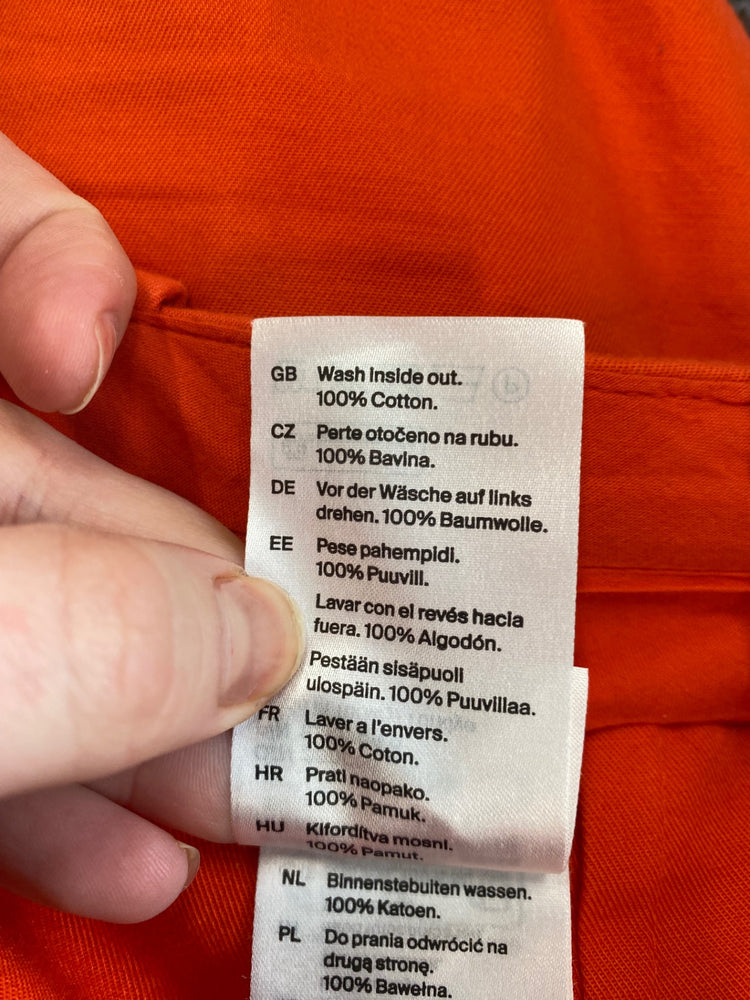 GB Wash inside out.
100% Cotton.
CZ Perte otočeno na rubu.
100% Bavlna.
DE Vor der Wäsche auf links
drehen. 100% Baumwolle.
EE Pese pahempidi.
100% Puuvill.
Lavar con el revés hacia
fuera. 100% Algodón.
Pestään sisäpuoli
ulospäin. 100% Puuvillaa.
FR Laver a l'envers.
100% Coton.
HR Prati naopako.
100% Pamuk.
HU Kifordítva mosni.
100% Pamut.
NL Binnenstebuiten wassen.
100% Katoen.
PL Do prania odwrócić na
drugą stronę.
100% Bawełna.